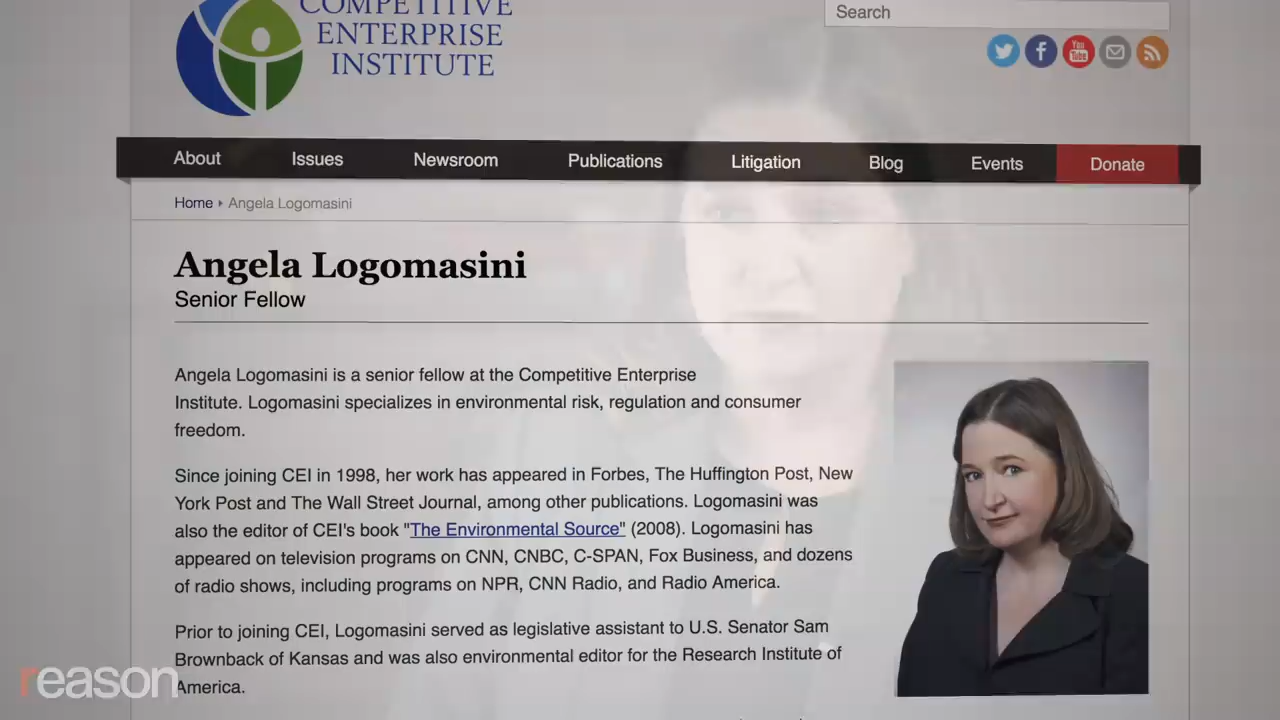 COMPETITIVE
ENTERPRISE
INSTITUTE
Search
You
Tube
About Issues Newsroom Publications Litigation Blog Events Donate
Home Angela Logomasini
Angela Logomasini
Senior Fellow
Angela Logomasini is a senior fellow at the Competitive Enterprise
Institute. Logomasini specializes in environmental risk, regulation and consumer
freedom.
Since joining CEI in 1998, her work has appeared in Forbes, The Huffington Post, New
York Post and The Wall Street Journal, among other publications. Logomasini was
also the editor of CEI's book "The Environmental Source" (2008). Logomasini has
appeared on television programs on CNN, CNBC, C-SPAN, Fox Business, and dozens
of radio shows, including programs on NPR, CNN Radio, and Radio America.
Prior to joining CEI, Logomasini served as legislative assistant to U.S. Senator Sam
Brownback of Kansas and was also environmental editor for the Research Institute of
America.
reason